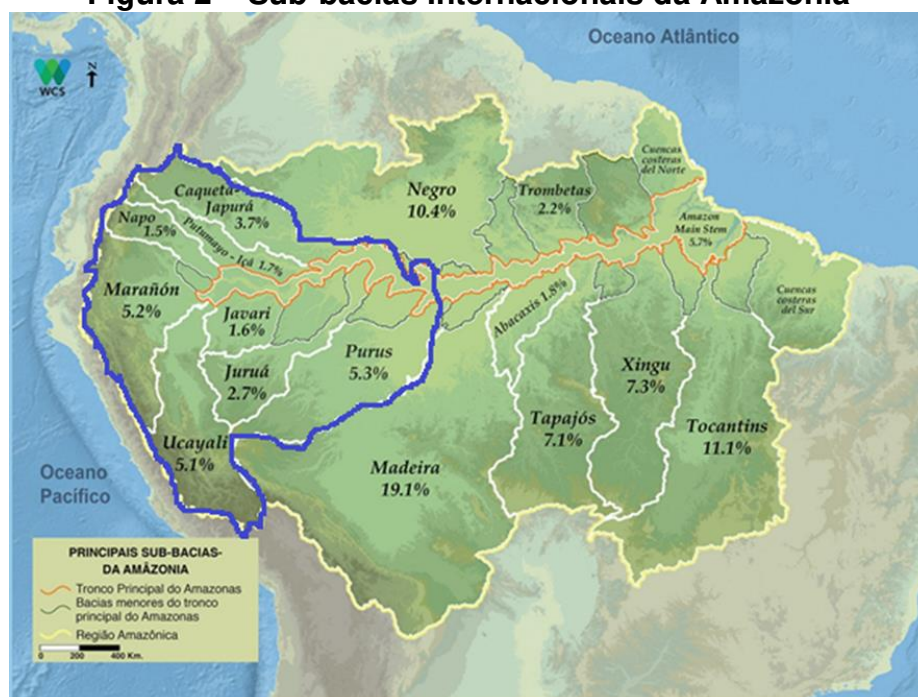 Figura 2 – Sub-bacias internacionais da Amazônia
Oceano Atlântico
WCS
N
Cuencas
costeras
del Norte
Caqueta-
Japurá
3.7%
Negro
10.4%
Trombetas
2.2%
Napo
1.5%
Putumayo - Içá 1.7%
Amazon
Main Stem
5.7%
Marañón
5.2%
Javari
1.6%
Abacaxis 1.8%
Cuencas
costeras
del Sur
Juruá
2.7%
Purus
5.3%
Xingu
7.3%
Ucayali
5.1%
Tapajós
7.1%
Tocantins
11.1%
Madeira
19.1%
Oceano
Pacífico
PRINCIPAIS SUB-BACIAS-
DA AMÂZONIA
Tronco Principal do Amazonas
Bacias menores do tronco
principal do Amazonas
Região Amazônica
0 200 400 Km.